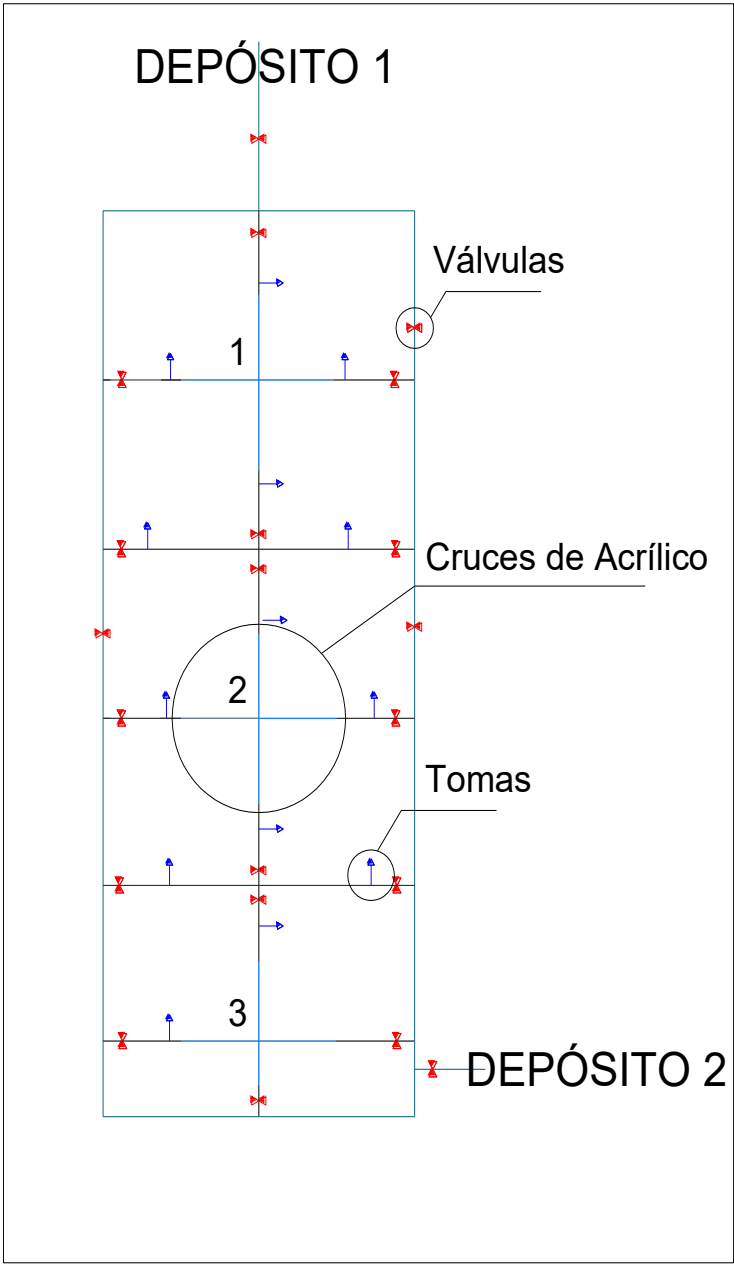 DEPÓSITO 1
Válvulas
1
Cruces de Acrílico
2
Tomas
3
DEPÓSITO 2